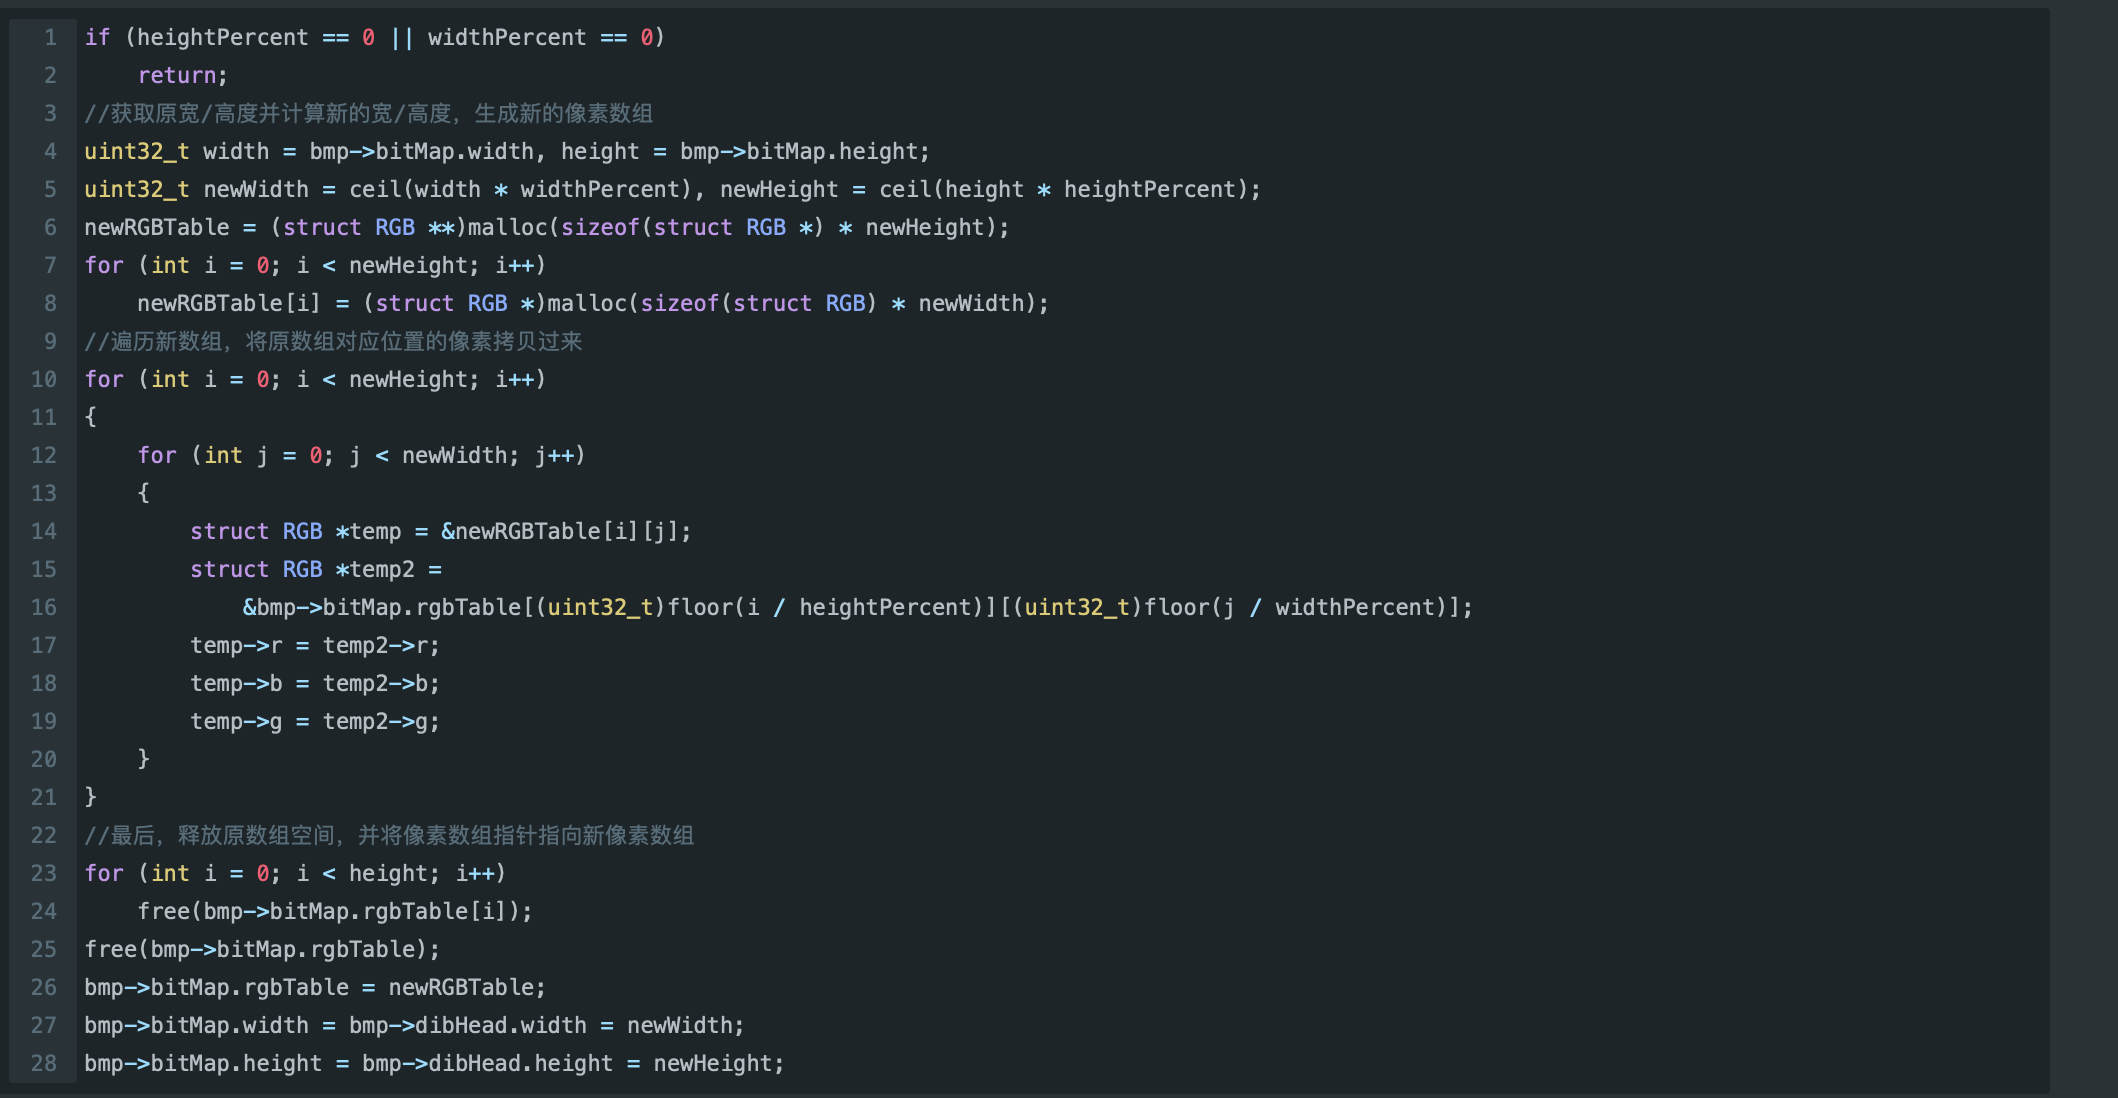 1 if (heightPercent == 0 || widthPercent == 0)
2     return;
3 //获取原宽/高度并计算新的宽/高度，生成新的像素数组
4 uint32_t width = bmp->bitMap.width, height = bmp->bitMap.height;
5 uint32_t newWidth = ceil(width * widthPercent), newHeight = ceil(height * heightPercent);
6 newRGBTable = (struct RGB **)malloc(sizeof(struct RGB *) * newHeight);
7 for (int i = 0; i < newHeight; i++)
8     newRGBTable[i] = (struct RGB *)malloc(sizeof(struct RGB) * newWidth);
9 //遍历新数组，将原数组对应位置的像素拷贝过来
10 for (int i = 0; i < newHeight; i++)
11 {
12     for (int j = 0; j < newWidth; j++)
13     {
14         struct RGB *temp = &newRGBTable[i][j];
15         struct RGB *temp2 =
16             &bmp->bitMap.rgbTable[(uint32_t)floor(i / heightPercent)][(uint32_t)floor(j / widthPercent)];
17         temp->r = temp2->r;
18         temp->b = temp2->b;
19         temp->g = temp2->g;
20     }
21 }
22 //最后，释放原数组空间，并将像素数组指针指向新像素数组
23 for (int i = 0; i < height; i++)
24     free(bmp->bitMap.rgbTable[i]);
25 free(bmp->bitMap.rgbTable);
26 bmp->bitMap.rgbTable = newRGBTable;
27 bmp->bitMap.width = bmp->dibHead.width = newWidth;
28 bmp->bitMap.height = bmp->dibHead.height = newHeight;